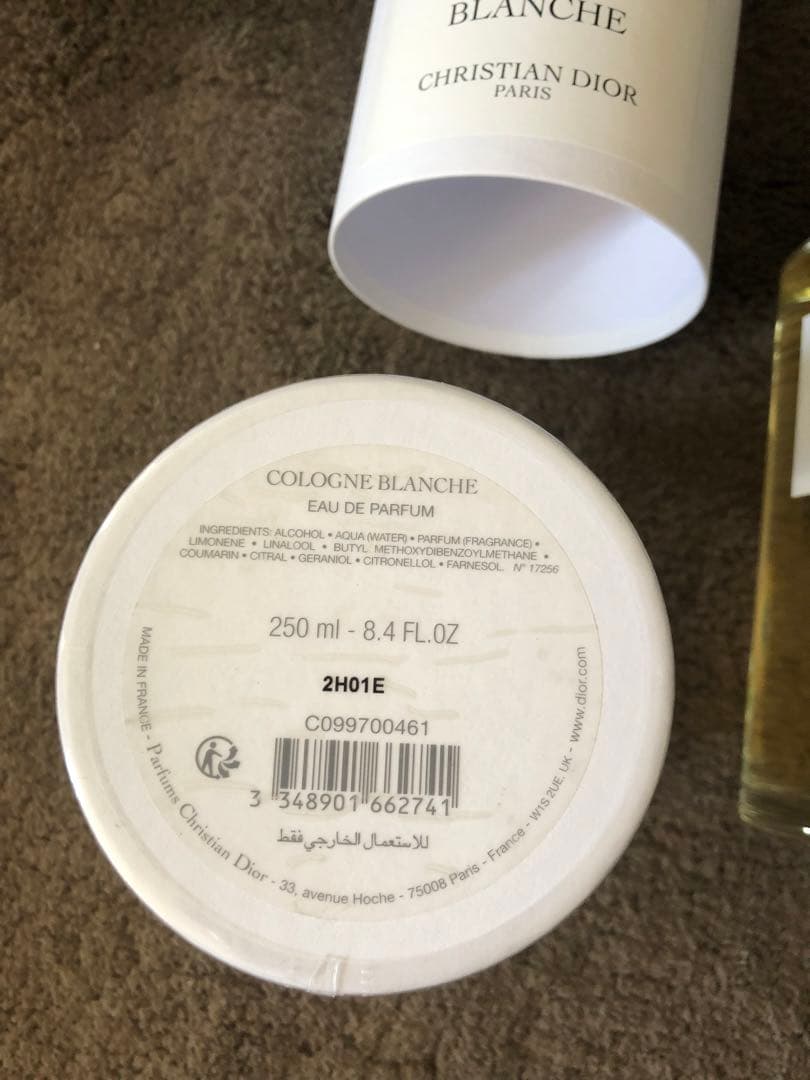 BLANCHE
CHRISTIAN DIOR
PARIS
COLOGNE BLANCHE
EAU DE PARFUM
INGREDIENTS: ALCOHOL • AQUA (WATER) • PARFUM (FRAGRANCE) •
LIMONENE • LINALOOL • BUTYL METHOXYDIBENZOYLMETHANE •
COUMARIN • CITRAL • GERANIOL • CITRONELLOL • FARNESOL. N° 17256
250 ml - 8.4 FL.OZ
2H01E
C099700461
3 348901 662741
للاستعمال الخارجي فقط
MADE IN FRANCE - Parfums Christian Dior - 33, avenue Hoche - 75008 Paris - France - W1S 2UE. UK - www.dior.com